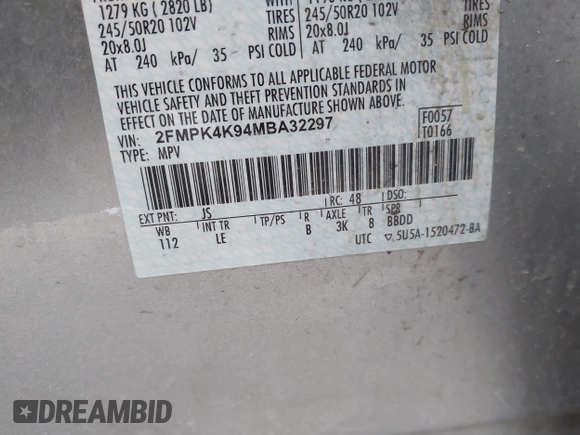 1279 KG ( 2820 LB)
WITH
245/50R20 102V
TIRES
245/50R20 102V
TIRES
20x8.0J
RIMS
20x8.0J
RIMS
AT 240 kPa/ 35 PSI COLD
AT 240 kPa/ 35 PSI COLD
THIS VEHICLE CONFORMS TO ALL APPLICABLE FEDERAL MOTOR
VEHICLE SAFETY AND THEFT PREVENTION STANDARDS IN
EFFECT ON THE DATE OF MANUFACTURE SHOWN ABOVE.
VIN: 2FMPK4K94MBA32297
F0057
TYPE: MPV
T0166
EXT PNT: JS
RC: 48
DSO:
WB
INT TR
TP/PS
R
AXLE
TR
SPR
112
LE
B
3K
8
BBDD
UTC
5U5A-1520472-BA
DREAMBID